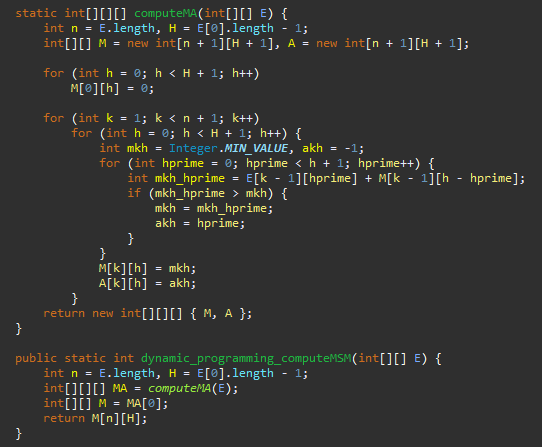 static int[][][] computeMA(int[][] E) {
    int n = E.length, H = E[0].length - 1;
    int[][] M = new int[n + 1][H + 1], A = new int[n + 1][H + 1];

    for (int h = 0; h < H + 1; h++)
        M[0][h] = 0;

    for (int k = 1; k < n + 1; k++)
        for (int h = 0; h < H + 1; h++) {
            int mkh = Integer.MIN_VALUE, akh = -1;
            for (int hprime = 0; hprime < h + 1; hprime++) {
                int mkh_hprime = E[k - 1][hprime] + M[k - 1][h - hprime];
                if (mkh_hprime > mkh) {
                    mkh = mkh_hprime;
                    akh = hprime;
                }
            }
            M[k][h] = mkh;
            A[k][h] = akh;
        }
    return new int[][][] { M, A };
}

public static int dynamic_programming_computeMSM(int[][] E) {
    int n = E.length, H = E[0].length - 1;
    int[][][] MA = computeMA(E);
    int[][] M = MA[0];
    return M[n][H];
}